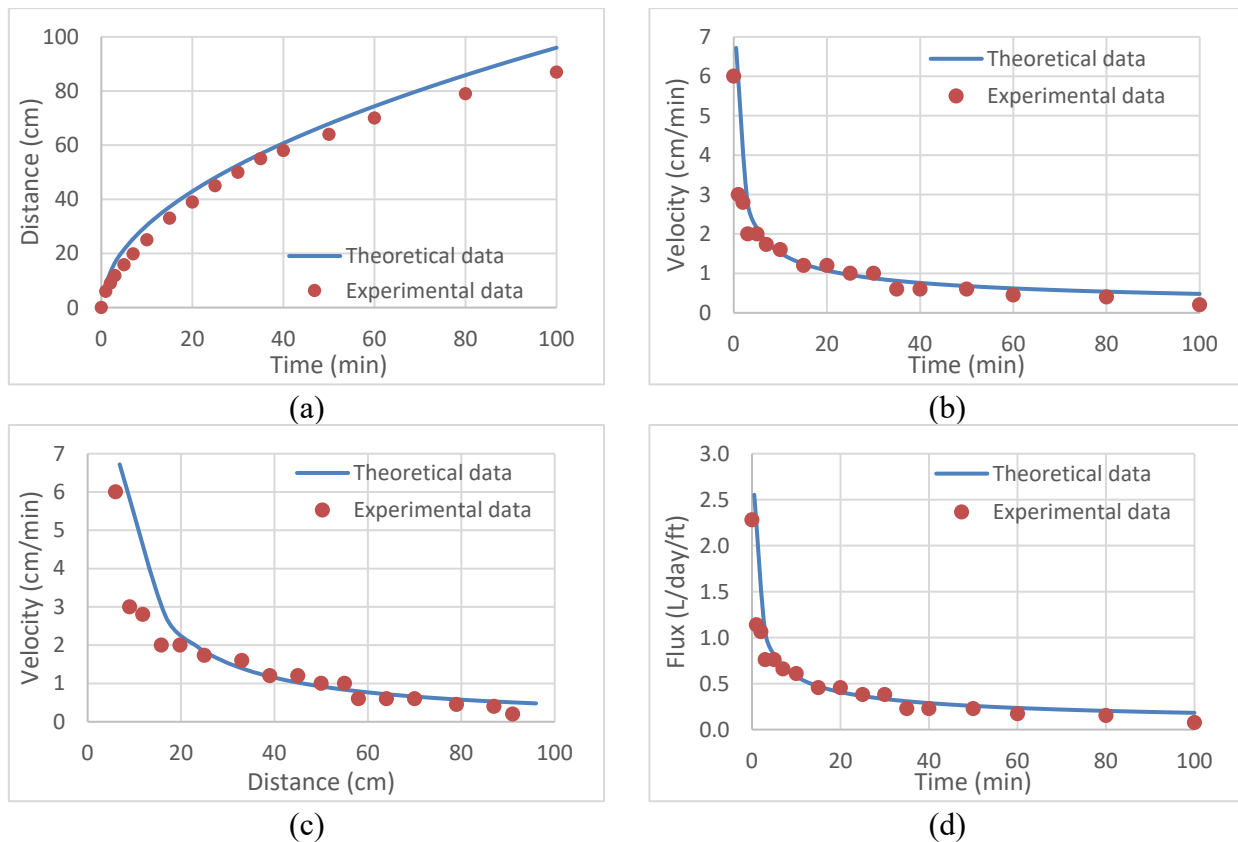 100
80
60
40
20
0
Distance (cm)
0 20 40 60 80 100
Time (min)
Theoretical data
Experimental data
(a)
7
6
5
4
3
2
1
0
Velocity (cm/min)
0 20 40 60 80 100
Time (min)
Theoretical data
Experimental data
(b)
7
6
5
4
3
2
1
0
Velocity (cm/min)
0 20 40 60 80 100
Distance (cm)
Theoretical data
Experimental data
(c)
3.0
2.5
2.0
1.5
1.0
0.5
0.0
Flux (L/day/ft)
0 20 40 60 80 100
Time (min)
Theoretical data
Experimental data
(d)